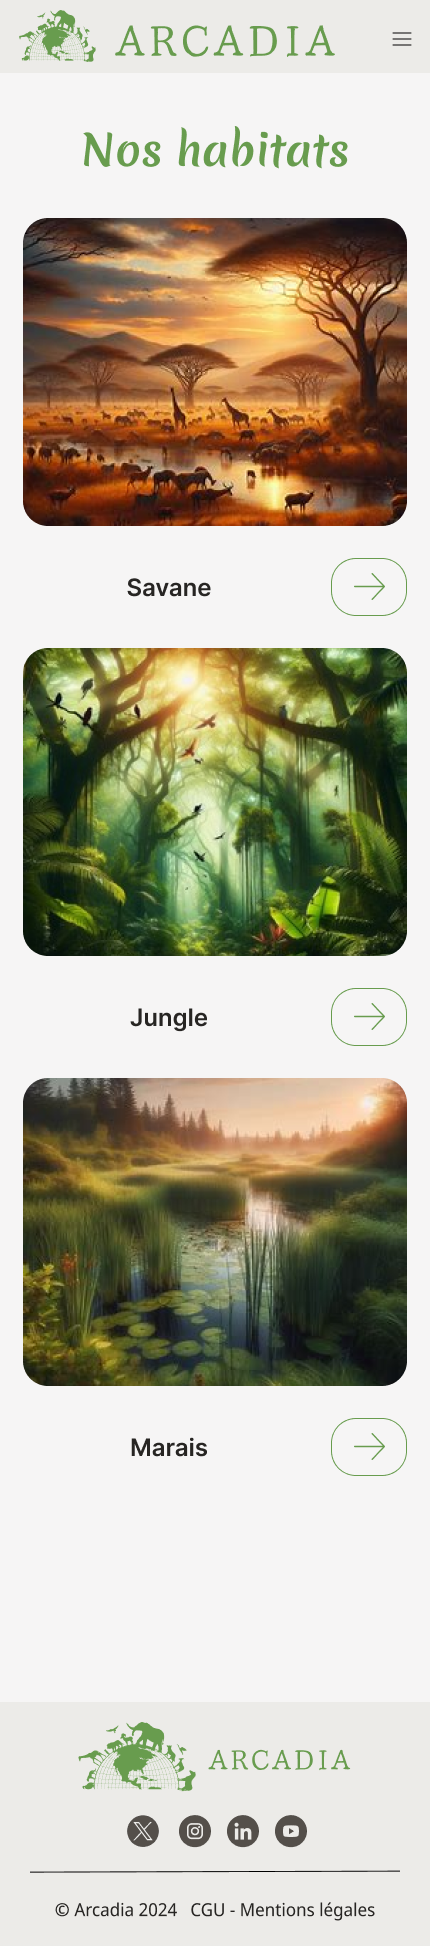 ARCADIA
Nos habitats
Savane
Jungle
Marais
ARCADIA
© Arcadia 2024 CGU - Mentions légales